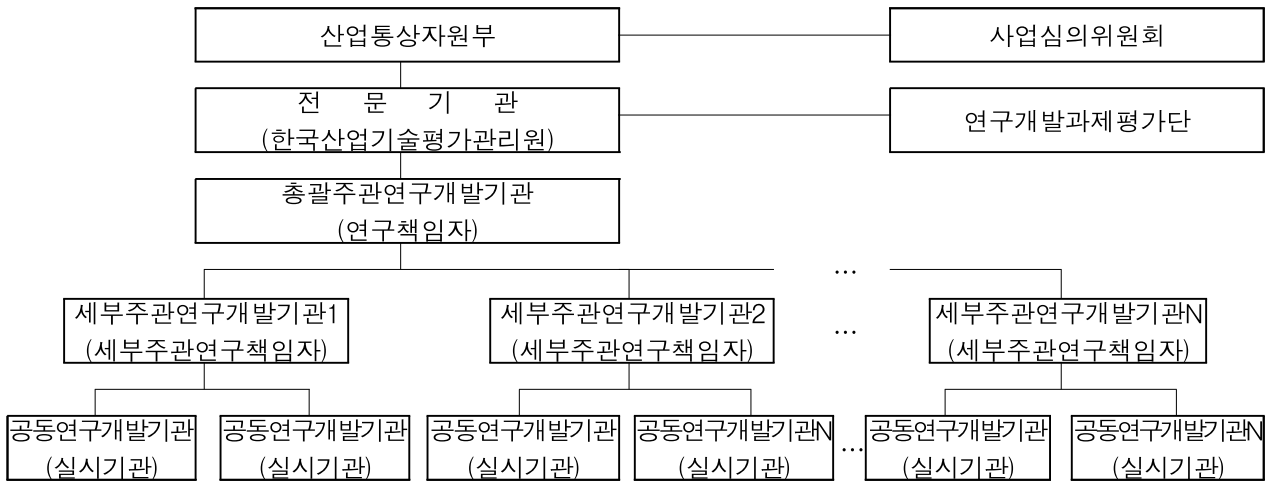 산업통상자원부
사업심의위원회
전 문 기 관
(한국산업기술평가관리원)
연구개발과제평가단
총괄주관연구개발기관
(연구책임자)
...
세부주관연구개발기관1
(세부주관연구책임자)
세부주관연구개발기관2
(세부주관연구책임자)
...
세부주관연구개발기관N
(세부주관연구책임자)
공동연구개발기관
(실시기관)
공동연구개발기관
(실시기관)
공동연구개발기관
(실시기관)
공동연구개발기관N
(실시기관)
...
공동연구개발기관
(실시기관)
공동연구개발기관N
(실시기관)